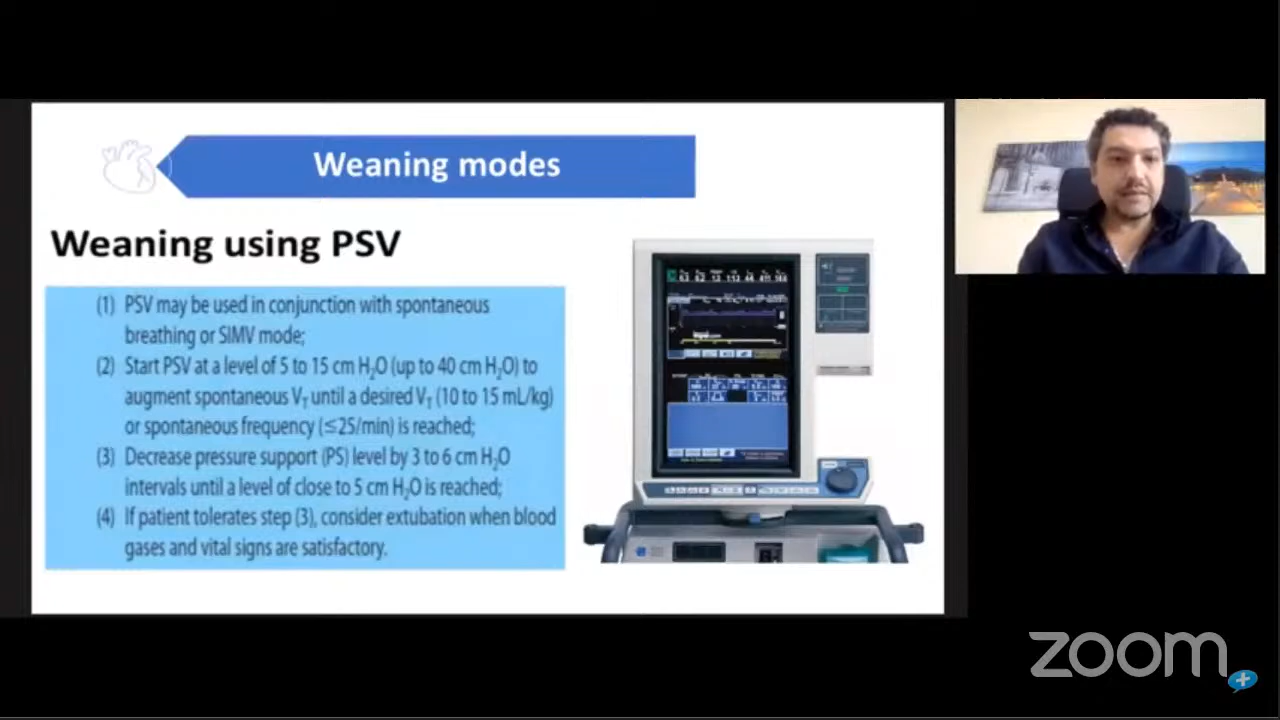 Weaning modes
Weaning using PSV
(1) PSV may be used in conjunction with spontaneous
breathing or SIMV mode;
(2) Start PSV at a level of 5 to 15 cm H₂O (up to 40 cm H₂O) to
augment spontaneous Vᴛ until a desired Vᴛ (10 to 15 mL/kg)
or spontaneous frequency (≤25/min) is reached;
(3) Decrease pressure support (PS) level by 3 to 6 cm H₂O
intervals until a level of close to 5 cm H₂O is reached;
(4) If patient tolerates step (3), consider extubation when blood
gases and vital signs are satisfactory.
zoom